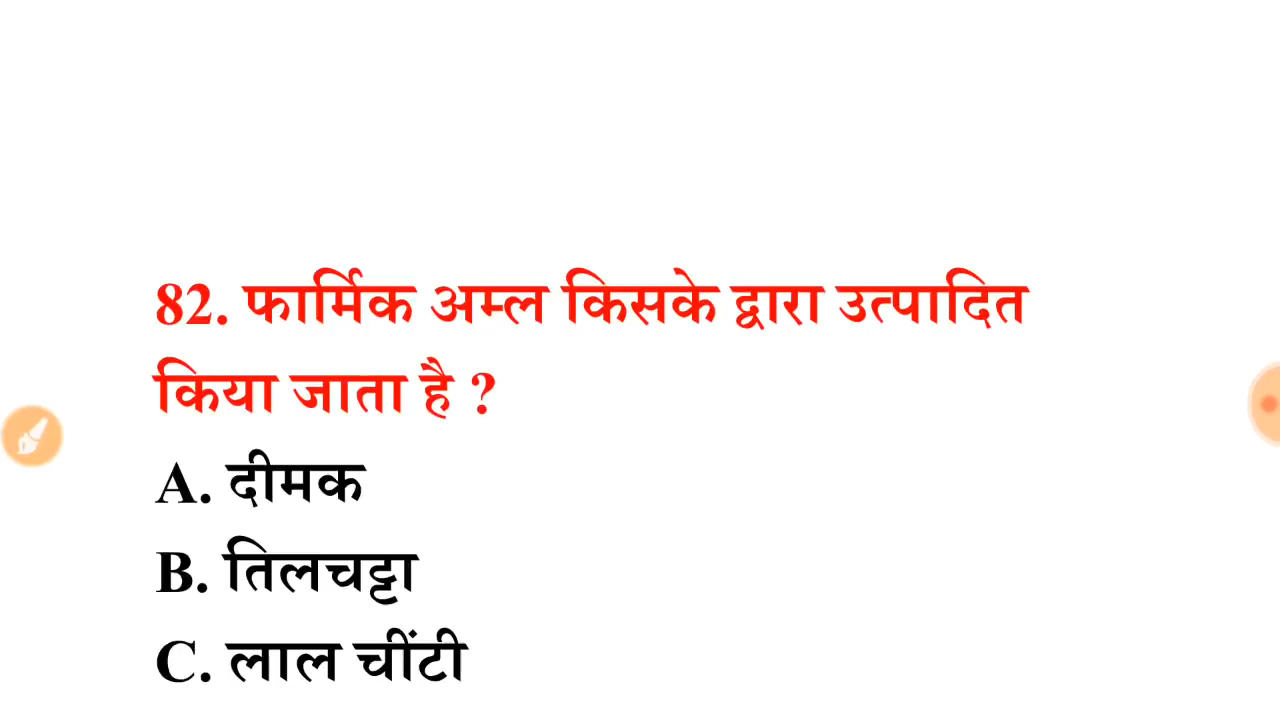 82. फार्मिक अम्ल किसके द्वारा उत्पादित
किया जाता है ?
A. दीमक
B. तिलचट्टा
C. लाल चींटी